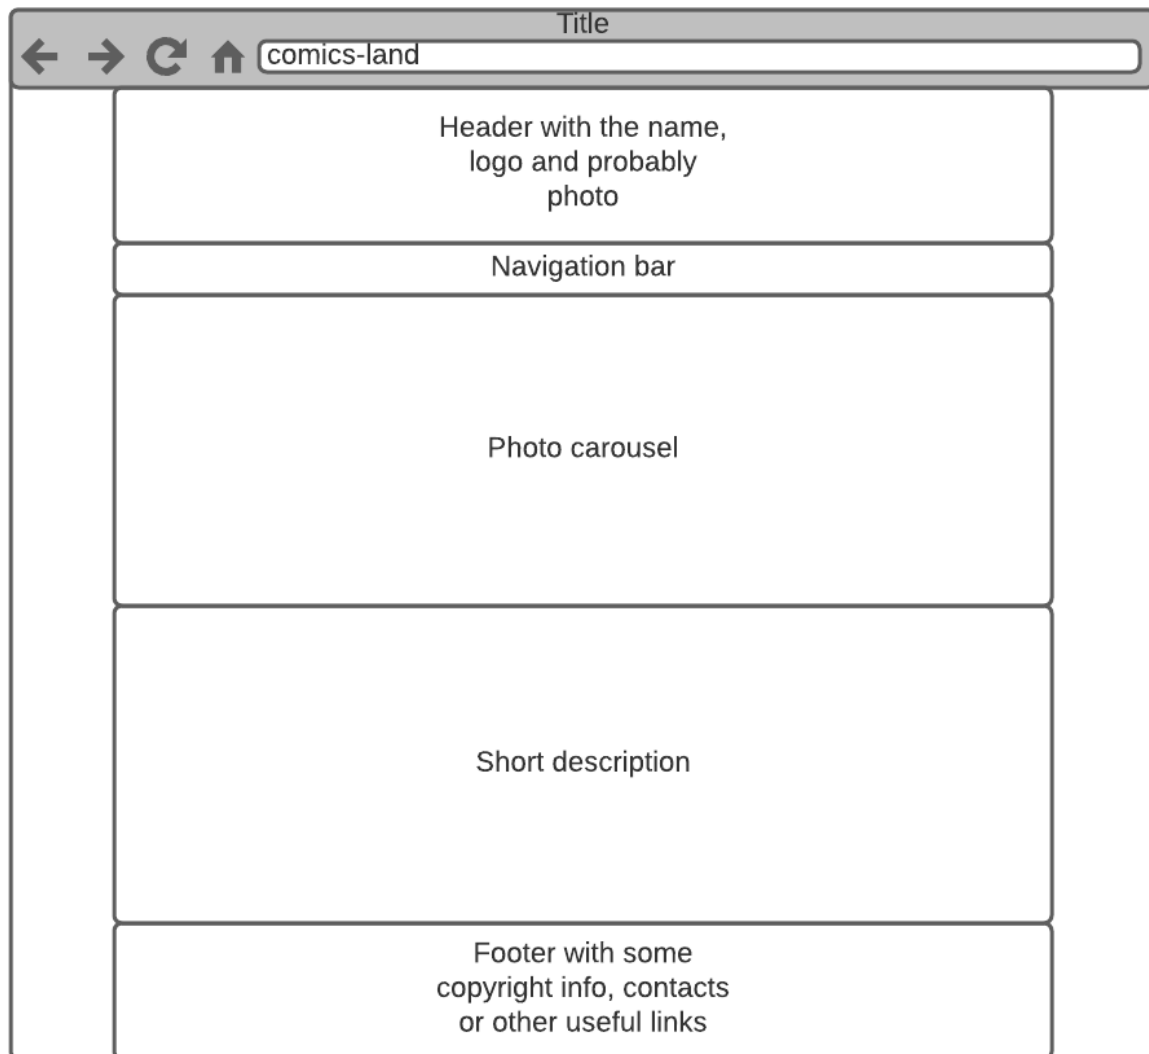 Title
comics-land
Header with the name,
logo and probably
photo
Navigation bar
Photo carousel
Short description
Footer with some
copyright info, contacts
or other useful links